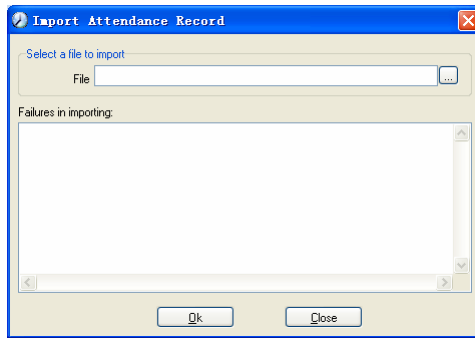 Import Attendance Record
Select a file to import
File
...
Failures in importing:
Ok
Close